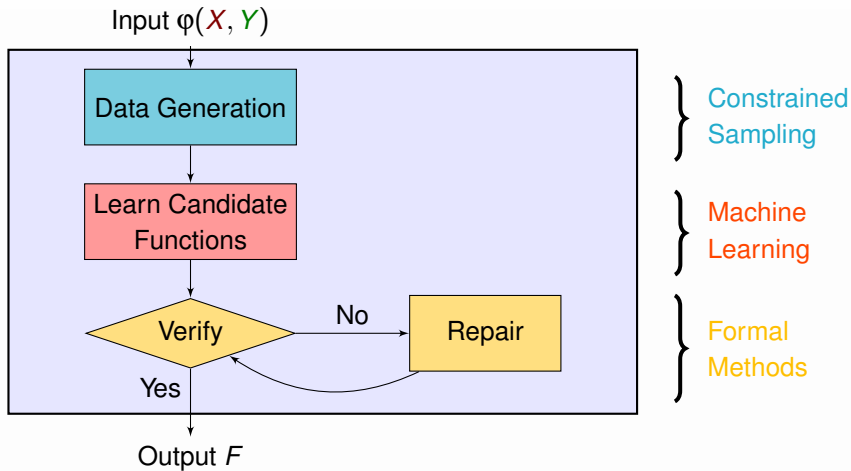 Input φ(X, Y)
Data Generation
Constrained
Sampling
Learn Candidate
Functions
Machine
Learning
Verify
No
Repair
Formal
Methods
Yes
Output F